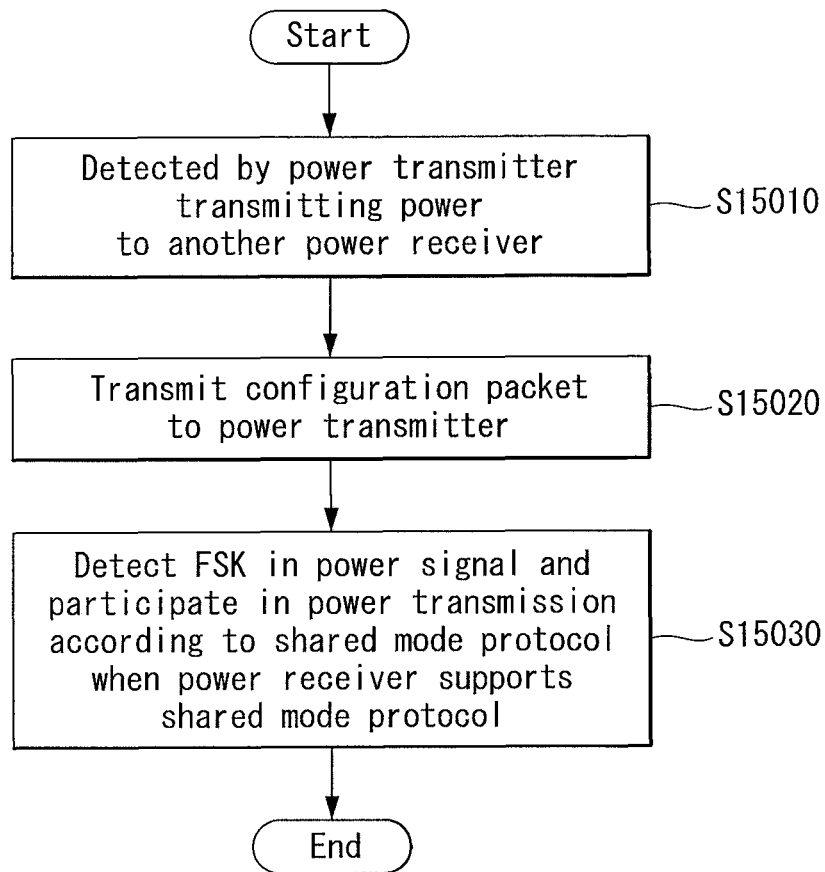 Start
Detected by power transmitter
transmitting power
to another power receiver
S15010
Transmit configuration packet
to power transmitter
S15020
Detect FSK in power signal and
participate in power transmission
according to shared mode protocol
when power receiver supports
shared mode protocol
S15030
End